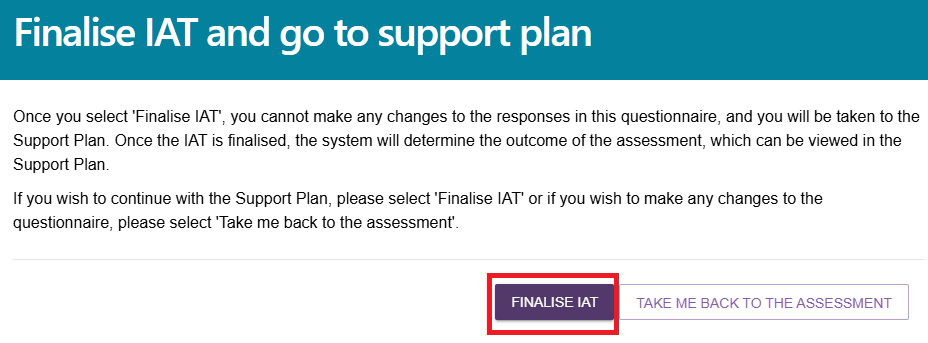 Finalise IAT and go to support plan
Once you select 'Finalise IAT', you cannot make any changes to the responses in this questionnaire, and you will be taken to the
Support Plan. Once the IAT is finalised, the system will determine the outcome of the assessment, which can be viewed in the
Support Plan.
If you wish to continue with the Support Plan, please select 'Finalise IAT' or if you wish to make any changes to the
questionnaire, please select 'Take me back to the assessment'.
FINALISE IAT TAKE ME BACK TO THE ASSESSMENT